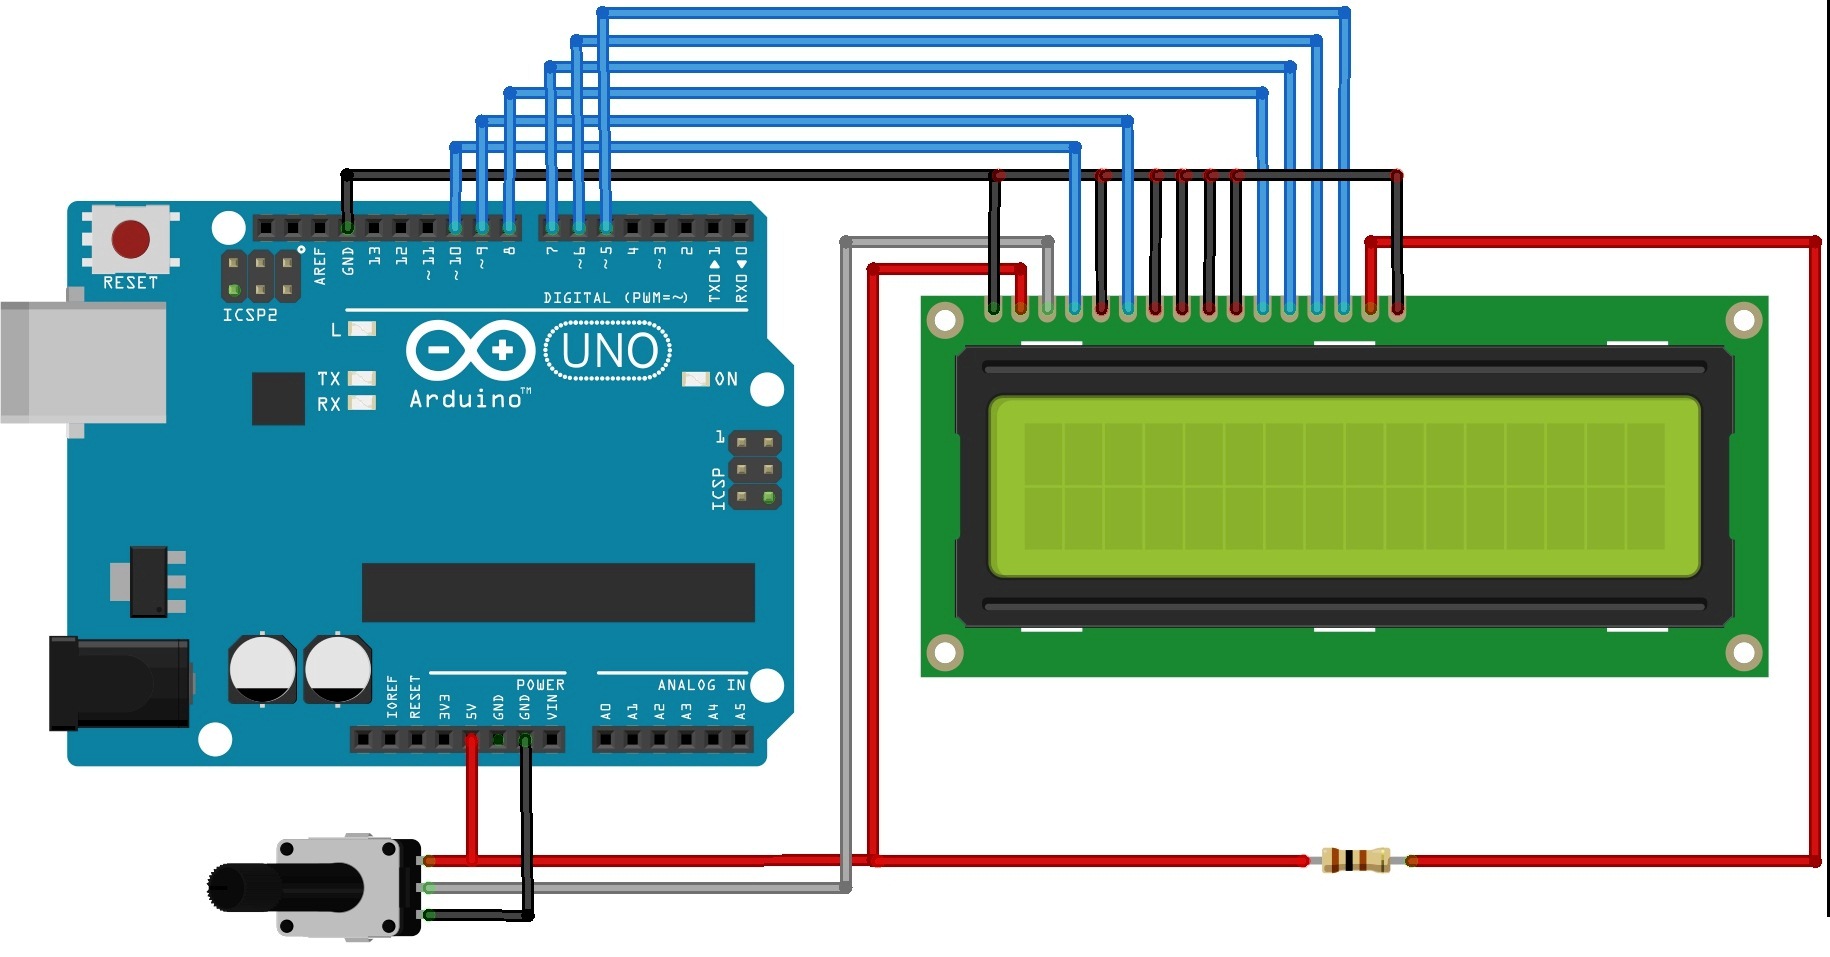 RESET
ICSP2
AREF
GND
13
12
~11
~10
~9
8
7
~6
~5
4
~3
2
TX0▶1
RX0◀0
DIGITAL (PWM=~)
L
TX
RX
UNO
Arduino™
ON
1
ICSP
IOREF
RESET
3V3
5V
GND
GND
VIN
POWER
ANALOG IN
A0
A1
A2
A3
A4
A5